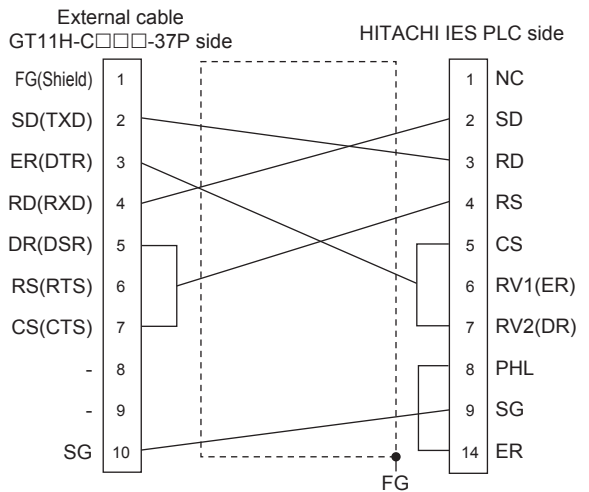 External cable
GT11H-C□□□-37P side
HITACHI IES PLC side
FG(Shield) 1 1 NC
SD(TXD) 2 2 SD
ER(DTR) 3 3 RD
RD(RXD) 4 4 RS
DR(DSR) 5 5 CS
RS(RTS) 6 6 RV1(ER)
CS(CTS) 7 7 RV2(DR)
- 8 8 PHL
- 9 9 SG
SG 10 14 ER
FG